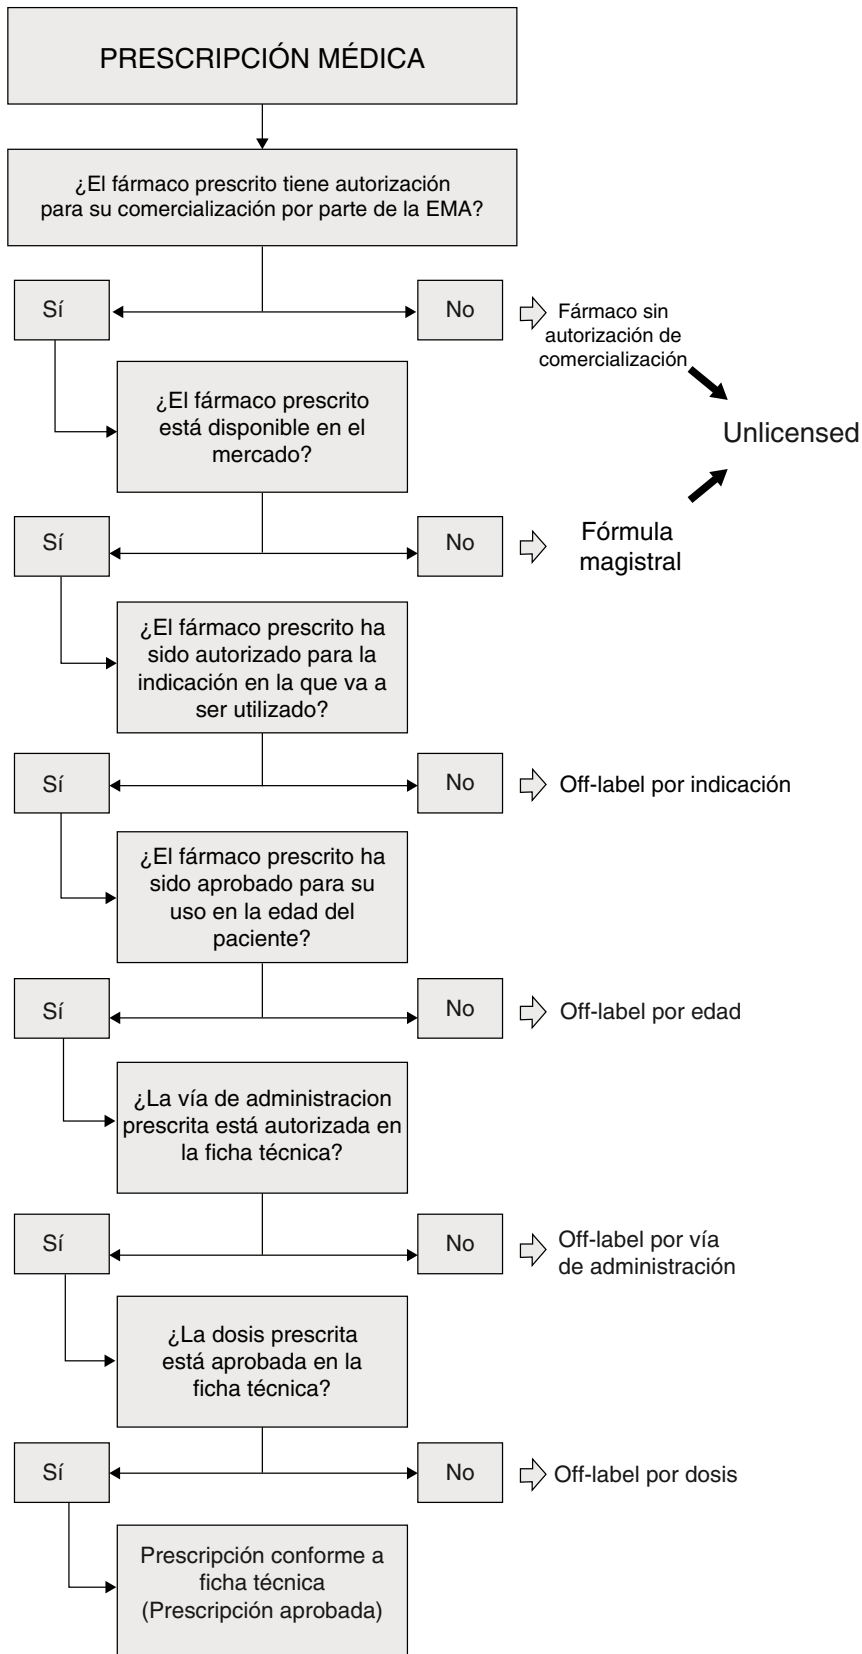 PRESCRIPCIÓN MÉDICA
¿El fármaco prescrito tiene autorización
para su comercialización por parte de la EMA?
Sí
No
Fármaco sin
autorización de
comercialización
¿El fármaco prescrito
está disponible en el
mercado?
Unlicensed
Sí
No
Fórmula
magistral
¿El fármaco prescrito ha
sido autorizado para la
indicación en la que va a
ser utilizado?
Sí
No
Off-label por indicación
¿El fármaco prescrito ha
sido aprobado para su
uso en la edad del
paciente?
Sí
No
Off-label por edad
¿La vía de administracion
prescrita está autorizada en
la ficha técnica?
Sí
No
Off-label por vía
de administración
¿La dosis prescrita
está aprobada en la
ficha técnica?
Sí
No
Off-label por dosis
Prescripción conforme a
ficha técnica
(Prescripción aprobada)